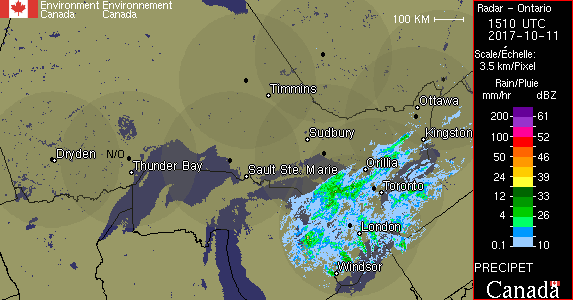 Environment Environnement
Canada Canada
100 KM
Timmins
Ottawa
Sudbury
Kingston
Dryden
N/O
Thunder Bay
Sault Ste. Marie
Orillia
Toronto
London
Windsor
Radar - Ontario
1510 UTC
2017-10-11
Scale/Échelle:
3.5 km/Pixel
Rain/Pluie
mm/hr dBZ
200 61
100 52
50 46
24 39
12 33
4 26
0.1 10
PRECIPET
Canada